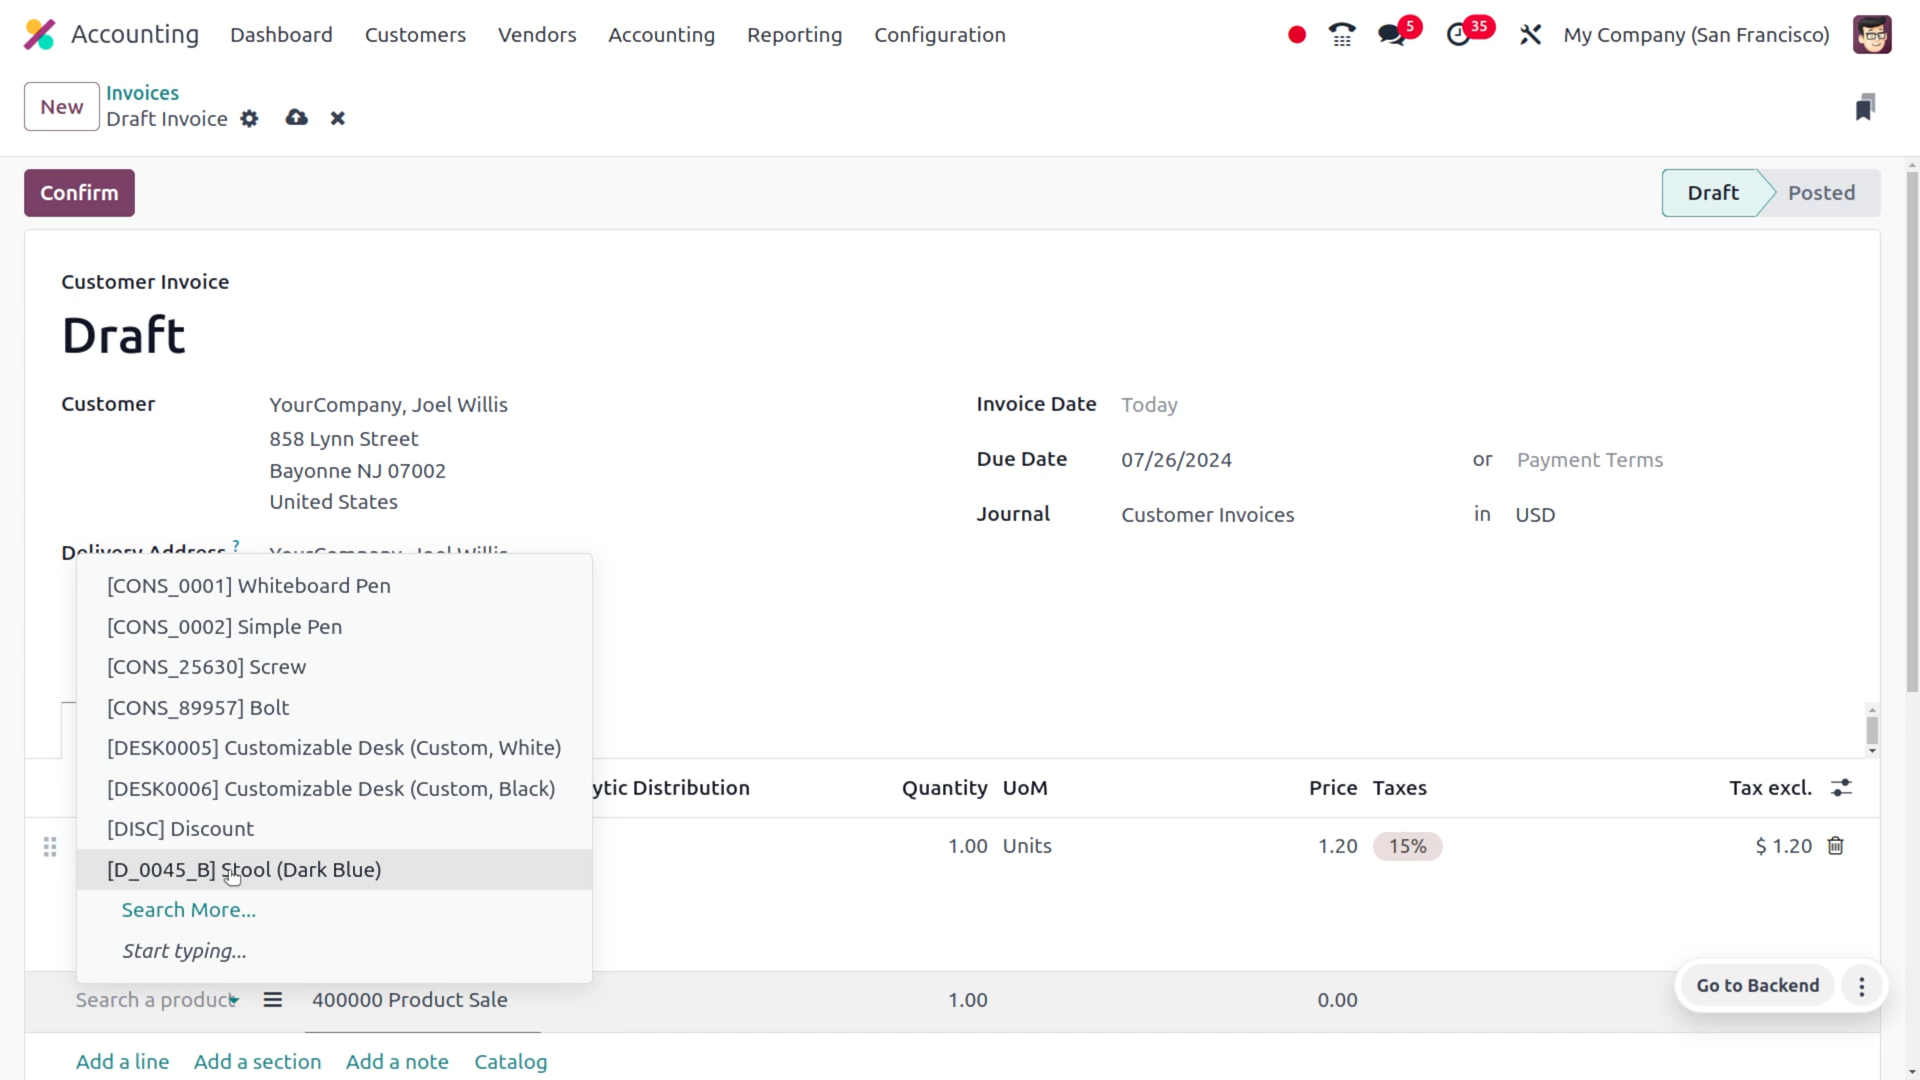 Accounting Dashboard Customers Vendors Accounting Reporting Configuration 5 35 My Company (San Francisco)
New Invoices
Draft Invoice
Confirm Draft Posted
Customer Invoice
Draft
Customer YourCompany, Joel Willis Invoice Date Today
858 Lynn Street
Bayonne NJ 07002 Due Date 07/26/2024 or Payment Terms
United States
Journal Customer Invoices in USD
Delivery Address ? YourCompany, Joel Willis
[CONS_0001] Whiteboard Pen
[CONS_0002] Simple Pen
[CONS_25630] Screw
[CONS_89957] Bolt
[DESK0005] Customizable Desk (Custom, White)
[DESK0006] Customizable Desk (Custom, Black)
ytic Distribution Quantity UoM Price Taxes Tax excl.
[DISC] Discount
1.00 Units 1.20 15% $ 1.20
[D_0045_B] Stool (Dark Blue)
Search More...
Start typing...
Search a product 400000 Product Sale 1.00 0.00
Go to Backend
Add a line Add a section Add a note Catalog